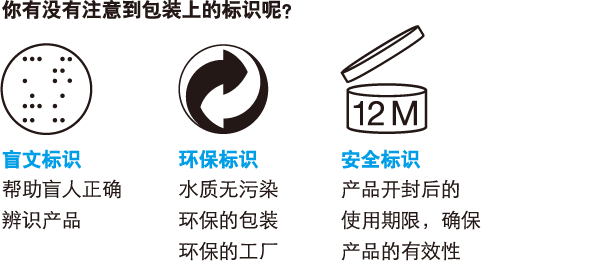 你有没有注意到包装上的标识呢?
12M
盲文标识
帮助盲人正确
辨识产品
环保标识
水质无污染
环保的包装
环保的工厂
安全标识
产品开封后的
使用期限，确保
产品的有效性